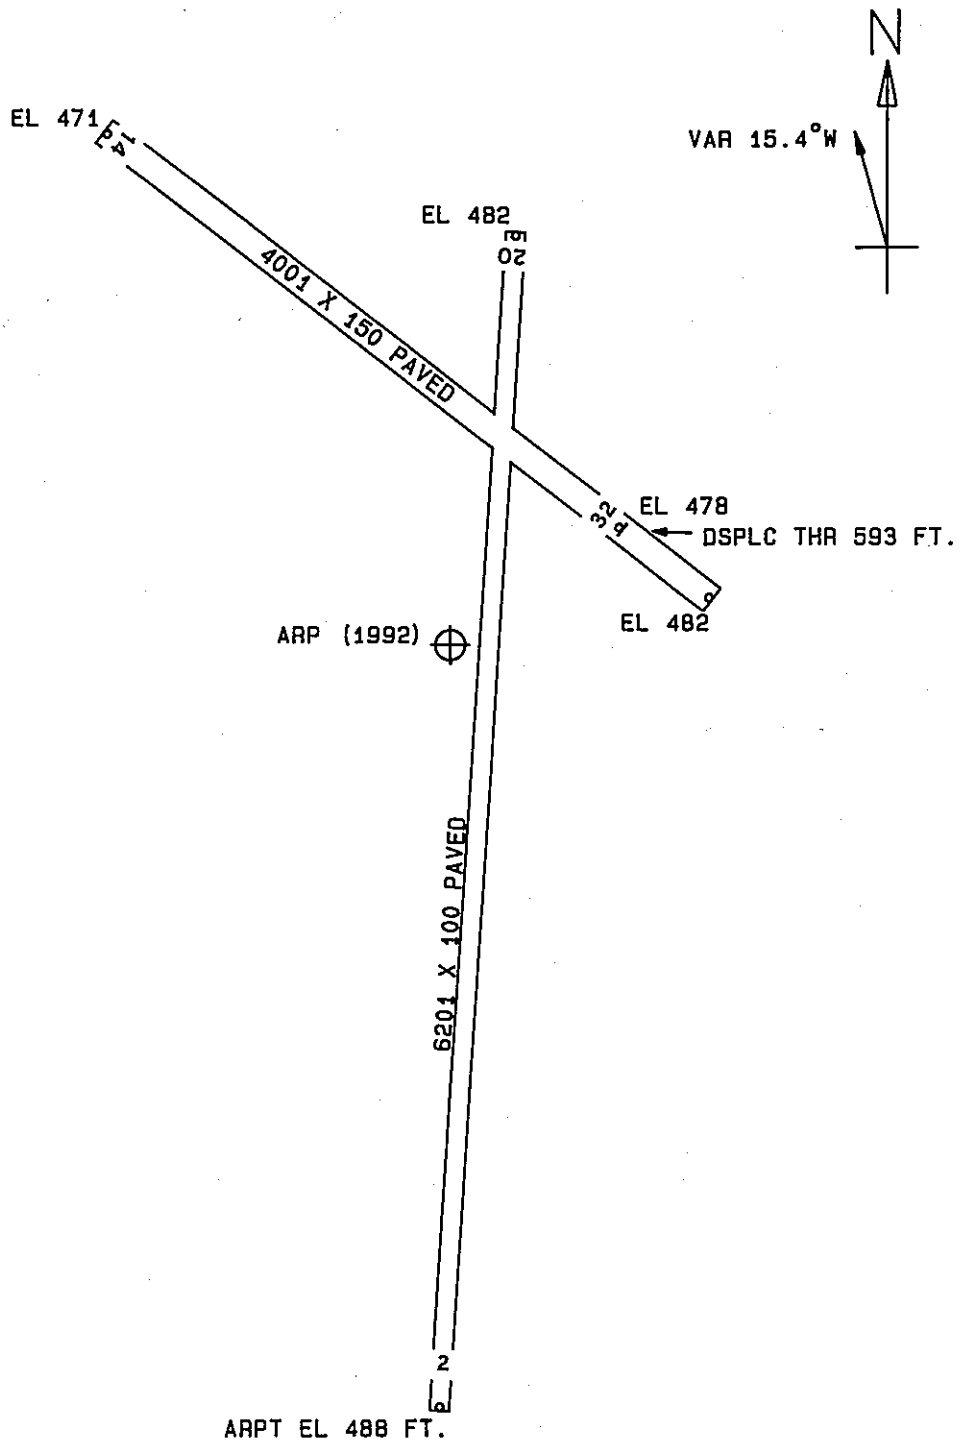 N
EL 471
VAR 15.4°W
14
EL 482
20
4001 X 150 PAVED
32
EL 478
DSPLC THR 593 FT.
EL 482
ARP (1992)
6201 X 100 PAVED
2
ARPT EL 488 FT.